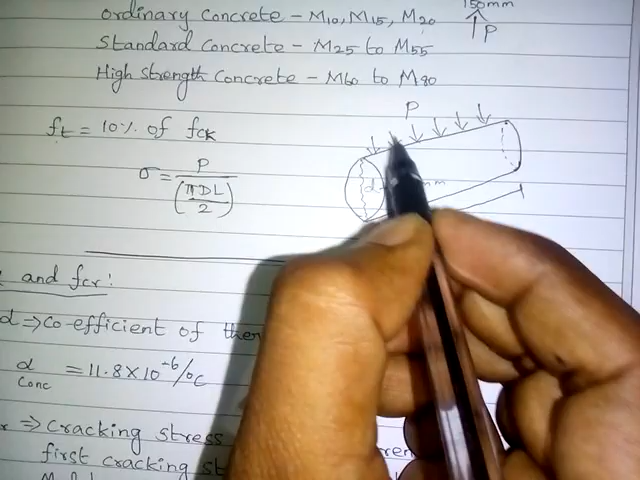 ordinary concrete - M10, M15, M20
150mm
P
Standard concrete - M25 to M55
High strength concrete - M60 to M80
P
ft = 10% of fck
σ = P / (πDL / 2)
d
mm
and fcr:
α ⇒ Co-efficient of
α conc = 11.8 × 10^-6/°C
⇒ Cracking stress
first cracking